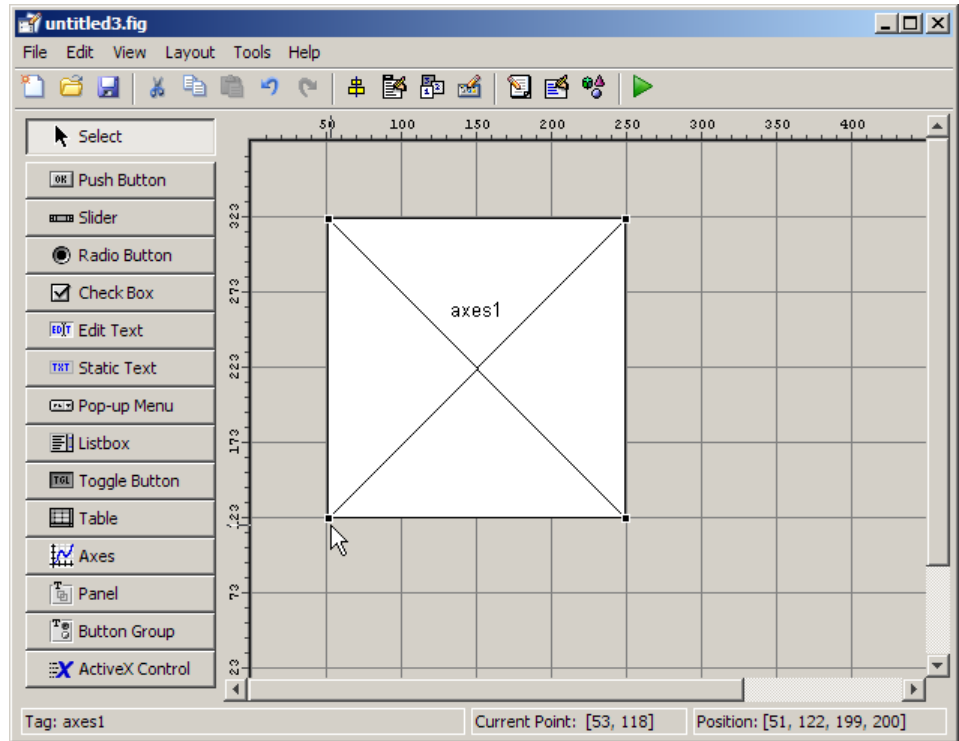 untitled3.fig
File Edit View Layout Tools Help
Select
Push Button
Slider
Radio Button
Check Box
Edit Text
Static Text
Pop-up Menu
Listbox
Toggle Button
Table
Axes
Panel
Button Group
ActiveX Control
50 100 150 200 250 300 350 400
323
273
223
173
123
73
23
axes1
Tag: axes1
Current Point: [53, 118]
Position: [51, 122, 199, 200]